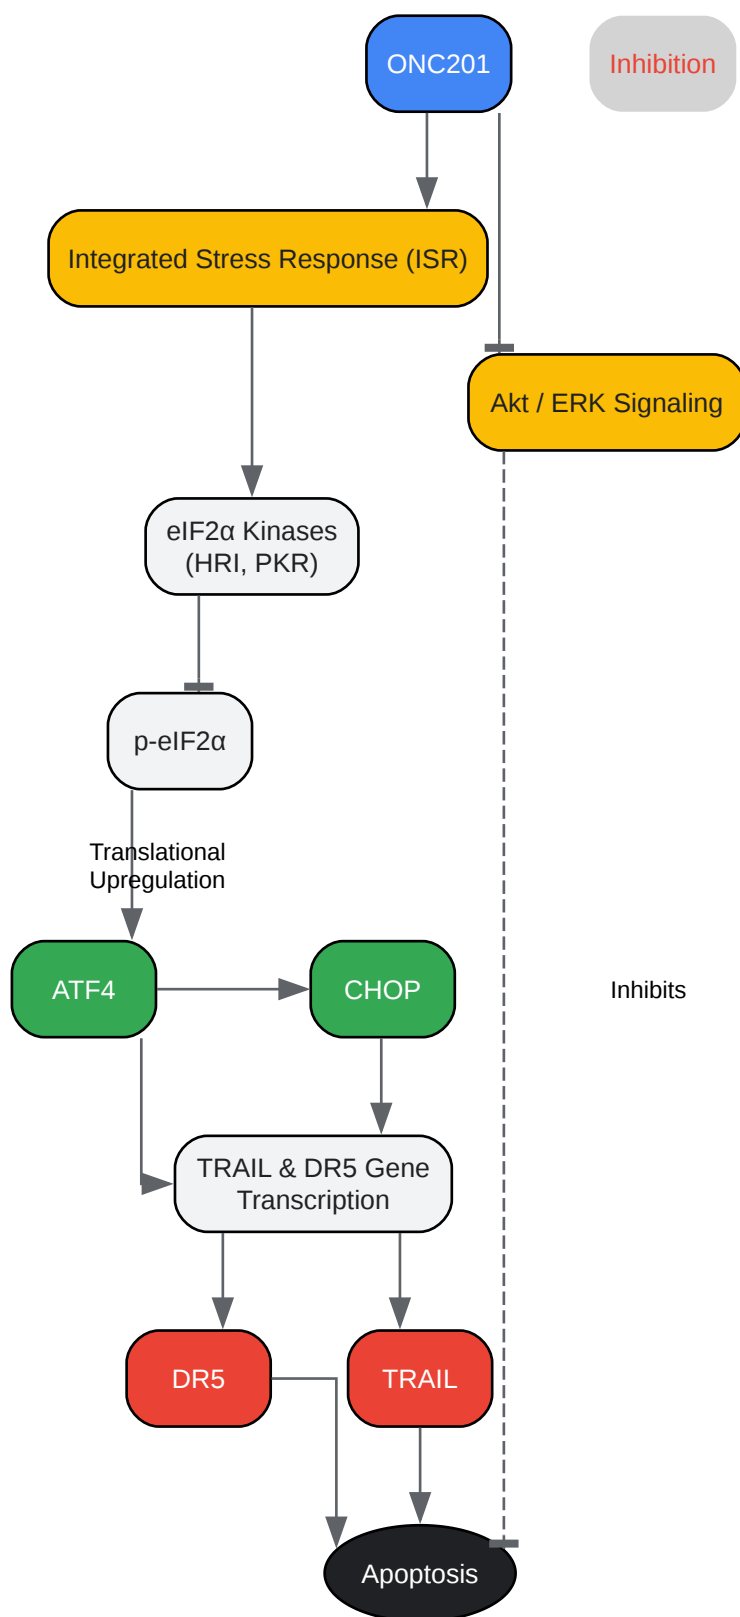 ONC201
Inhibition
Integrated Stress Response (ISR)
Akt / ERK Signaling
eIF2α Kinases
(HRI, PKR)
p-eIF2α
Translational
Upregulation
ATF4
CHOP
Inhibits
TRAIL & DR5 Gene
Transcription
DR5
TRAIL
Apoptosis